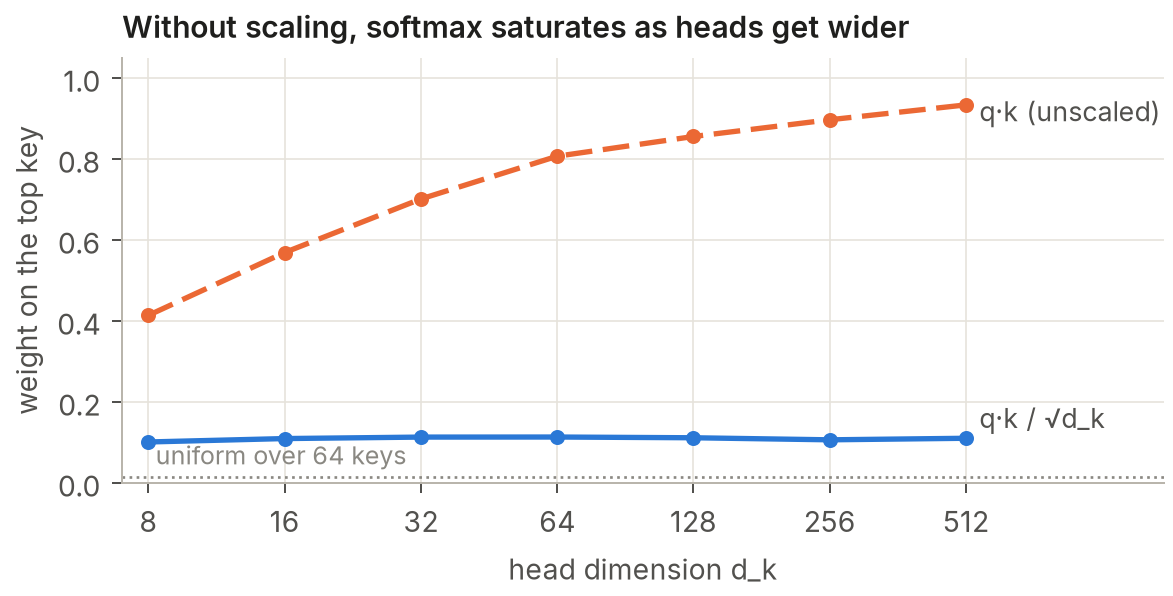 Without scaling, softmax saturates as heads get wider
weight on the top key
1.0
0.8
0.6
0.4
0.2
0.0
q·k (unscaled)
q·k / √d_k
uniform over 64 keys
8 16 32 64 128 256 512
head dimension d_k